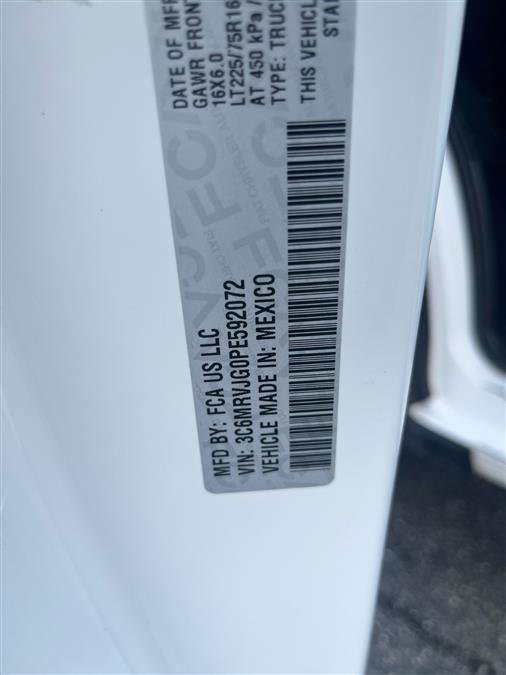 DATE OF MFR
GAWR FRONT
16X6.0
LT225/75R16
AT 450 kPa /
TYPE: TRUCK
THIS VEHICLE
MFD BY: FCA US LLC
VIN: 3C6MRVJG0PE592072
VEHICLE MADE IN: MEXICO